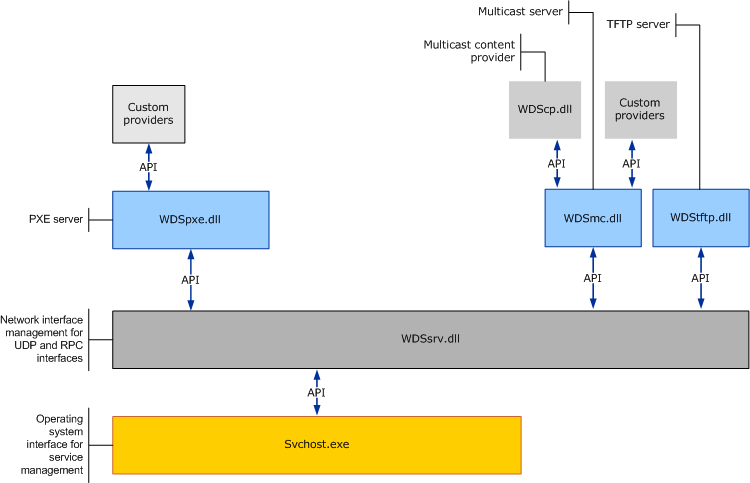 Multicast server
TFTP server
Multicast content
provider
Custom
providers
WDScp.dll
Custom
providers
API
API
API
PXE server
WDSpxe.dll
WDSmc.dll
WDStftp.dll
API
API
API
Network interface
management for
UDP and RPC
interfaces
WDSsrv.dll
API
Operating
system
interface for
service
management
Svchost.exe